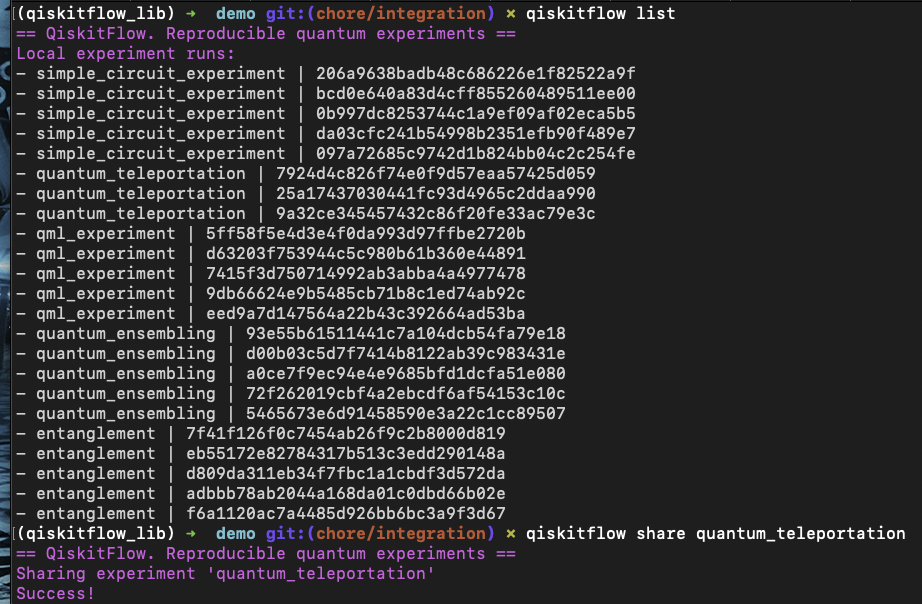 (qiskitflow_lib) → demo git:(chore/integration) × qiskitflow list
== QiskitFlow. Reproducible quantum experiments ==
Local experiment runs:
– simple_circuit_experiment | 206a9638badb48c686226e1f82522a9f
– simple_circuit_experiment | bcd0e640a83d4cff855260489511ee00
– simple_circuit_experiment | 0b997dc8253744c1a9ef09af02eca5b5
– simple_circuit_experiment | da03cfc241b54998b2351efb90f489e7
– simple_circuit_experiment | 097a72685c9742d1b824bb04c2c254fe
– quantum_teleportation | 7924d4c826f74e0f9d57eaa57425d059
– quantum_teleportation | 25a17437030441fc93d4965c2ddaa990
– quantum_teleportation | 9a32ce345457432c86f20fe33ac79e3c
– qml_experiment | 5ff58f5e4d3e4f0da993d97ffbe2720b
– qml_experiment | d63203f753944c5c980b61b360e44891
– qml_experiment | 7415f3d750714992ab3abba4a4977478
– qml_experiment | 9db66624e9b5485cb71b8c1ed74ab92c
– qml_experiment | eed9a7d147564a22b43c392664ad53ba
– quantum_ensembling | 93e55b61511441c7a104dcb54fa79e18
– quantum_ensembling | d00b03c5d7f7414b8122ab39c983431e
– quantum_ensembling | a0ce7f9ec94e4e9685bfd1dcfa51e080
– quantum_ensembling | 72f262019cbf4a2ebcdf6af54153c10c
– quantum_ensembling | 5465673e6d91458590e3a22c1cc89507
– entanglement | 7f41f126f0c7454ab26f9c2b8000d819
– entanglement | eb55172e82784317b513c3edd290148a
– entanglement | d809da311eb34f7fbc1a1cbdf3d572da
– entanglement | adbbb78ab2044a168da01c0dbd66b02e
– entanglement | f6a1120ac7a4485d926bb6bc3a9f3d67
(qiskitflow_lib) → demo git:(chore/integration) × qiskitflow share quantum_teleportation
== QiskitFlow. Reproducible quantum experiments ==
Sharing experiment 'quantum_teleportation'
Success!